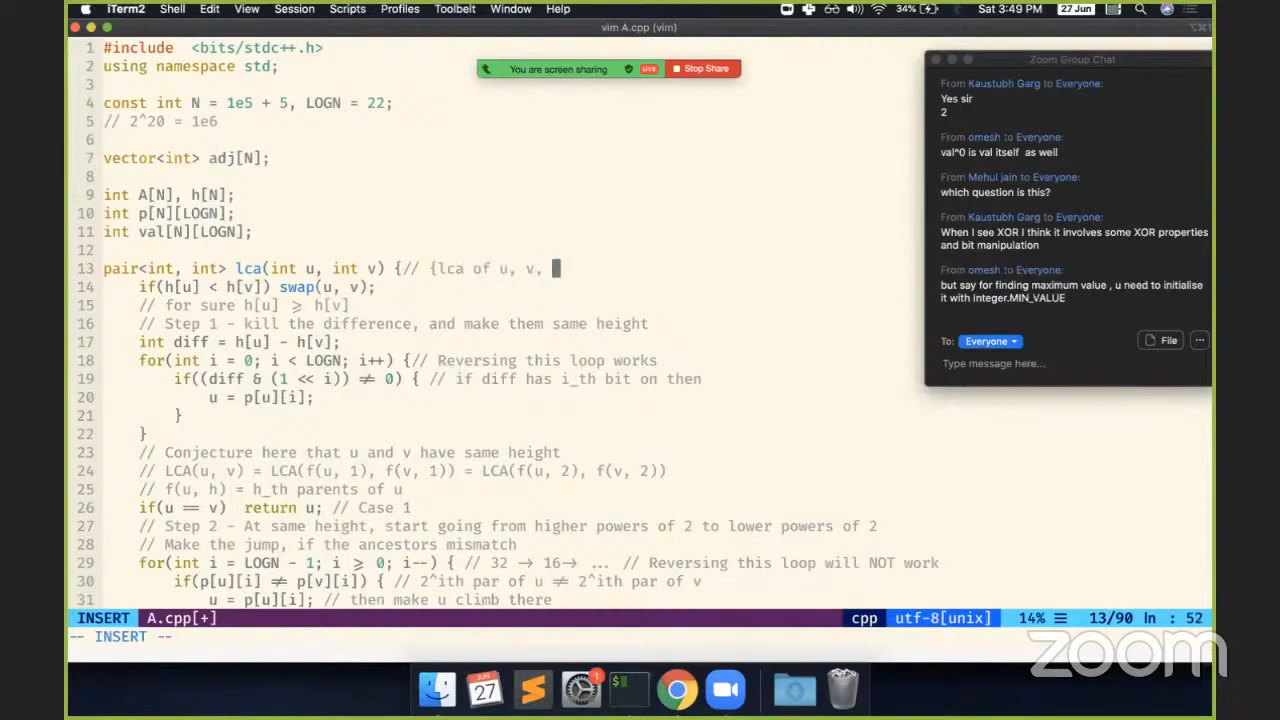 iTerm2 Shell Edit View Session Scripts Profiles Toolbelt Window Help 34% Sat 3:49 PM 27 Jun
vim A.cpp (vim)
You are screen sharing LIVE Stop Share
1 #include <bits/stdc++.h>
2 using namespace std;
3
4 const int N = 1e5 + 5, LOGN = 22;
5 // 2^20 = 1e6
6
7 vector<int> adj[N];
8
9 int A[N], h[N];
10 int p[N][LOGN];
11 int val[N][LOGN];
12
13 pair<int, int> lca(int u, int v) {// {lca of u, v,
14 if(h[u] < h[v]) swap(u, v);
15 // for sure h[u] ⩾ h[v]
16 // Step 1 - kill the difference, and make them same height
17 int diff = h[u] - h[v];
18 for(int i = 0; i < LOGN; i++) {// Reversing this loop works
19 if((diff & (1 << i)) ≠ 0) { // if diff has i_th bit on then
20 u = p[u][i];
21 }
22 }
23 // Conjecture here that u and v have same height
24 // LCA(u, v) = LCA(f(u, 1), f(v, 1)) = LCA(f(u, 2), f(v, 2))
25 // f(u, h) = h_th parents of u
26 if(u == v) return u; // Case 1
27 // Step 2 - At same height, start going from higher powers of 2 to lower powers of 2
28 // Make the jump, if the ancestors mismatch
29 for(int i = LOGN - 1; i ⩾ 0; i--) { // 32 → 16→ ... // Reversing this loop will NOT work
30 if(p[u][i] ≠ p[v][i]) { // 2^ith par of u ≠ 2^ith par of v
31 u = p[u][i]; // then make u climb there
INSERT A.cpp[+] cpp utf-8[unix] 14% ☰ 13/90 ln : 52
-- INSERT --
Zoom Group Chat
From Kaustubh Garg to Everyone:
Yes sir
2
From omesh to Everyone:
val^0 is val itself as well
From Mehul jain to Everyone:
which question is this?
From Kaustubh Garg to Everyone:
When I see XOR I think it involves some XOR properties
and bit manipulation
From omesh to Everyone:
but say for finding maximum value , u need to initialise
it with Integer.MIN_VALUE
To: Everyone File ...
Type message here...
JUN
27
1
$
zoom